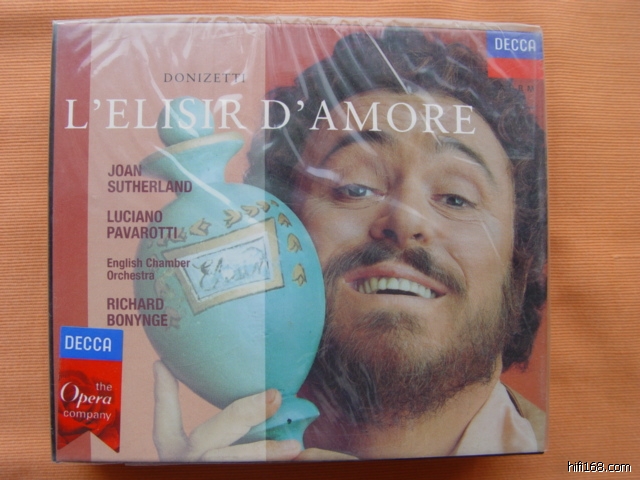 DONIZETTI
DECCA
L'ELISIR D'AMORE
JOAN
SUTHERLAND
LUCIANO
PAVAROTTI
English Chamber
Orchestra
RICHARD
BONYNGE
DECCA
the
Opera
company
hifi168.com